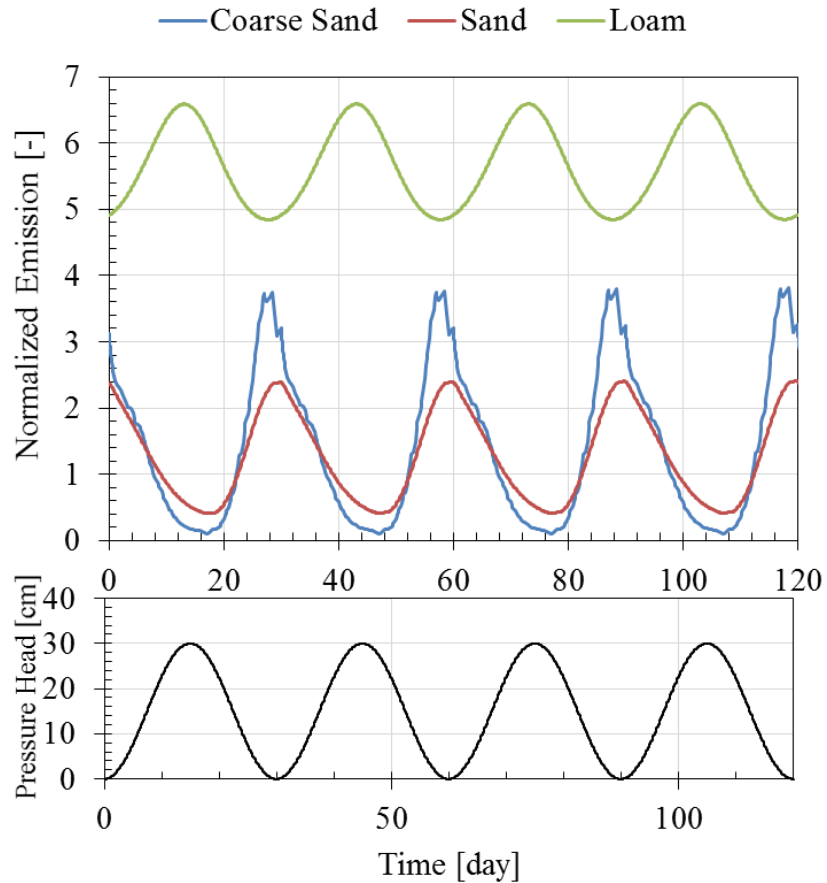 Coarse Sand Sand Loam
Normalized Emission [-]
7
6
5
4
3
2
1
0
0 20 40 60 80 100 120
Pressure Head [cm]
40
30
20
10
0
0 50 100
Time [day]